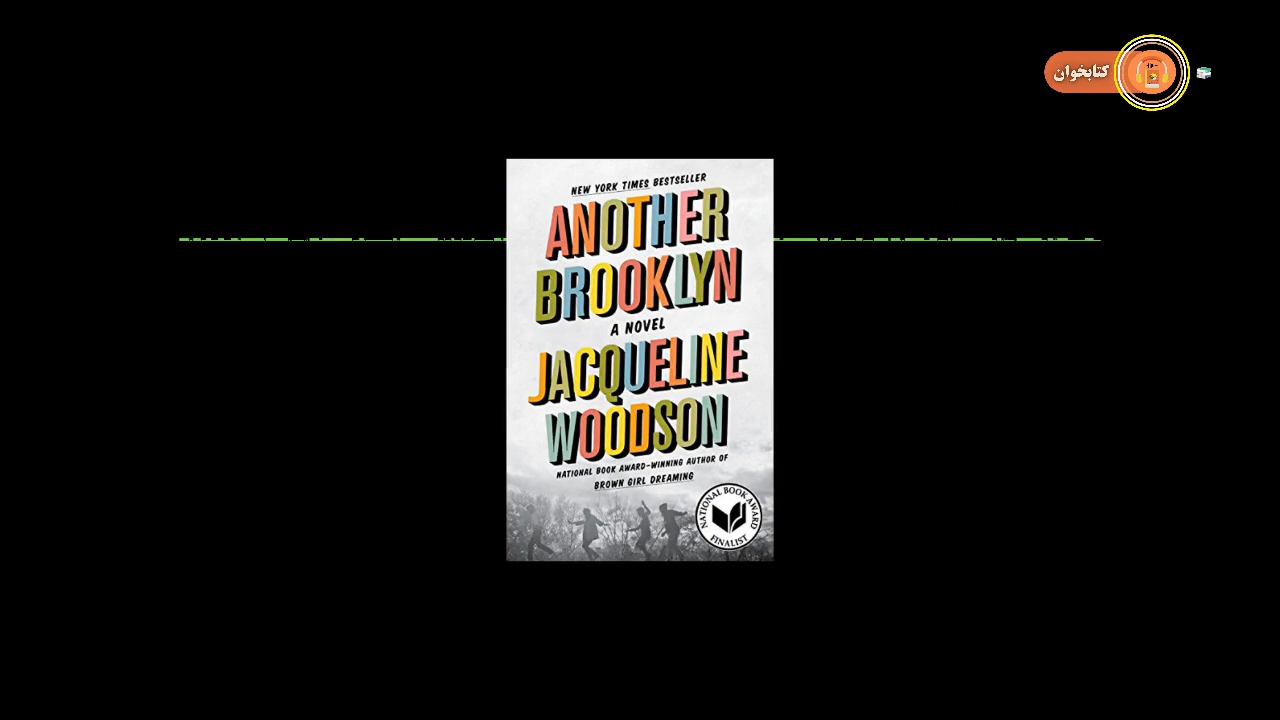 کتابخوان
NEW YORK TIMES BESTSELLER
ANOTHER
BROOKLYN
A NOVEL
JACQUELINE
WOODSON
NATIONAL BOOK AWARD-WINNING AUTHOR OF
BROWN GIRL DREAMING
NATIONAL BOOK AWARD
FINALIST